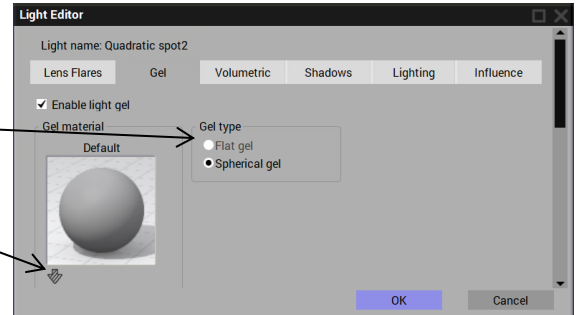 Light Editor
Light name: Quadratic spot2
Lens Flares Gel Volumetric Shadows Lighting Influence
Enable light gel
Gel material Gel type
Default
Flat gel
Spherical gel
OK Cancel